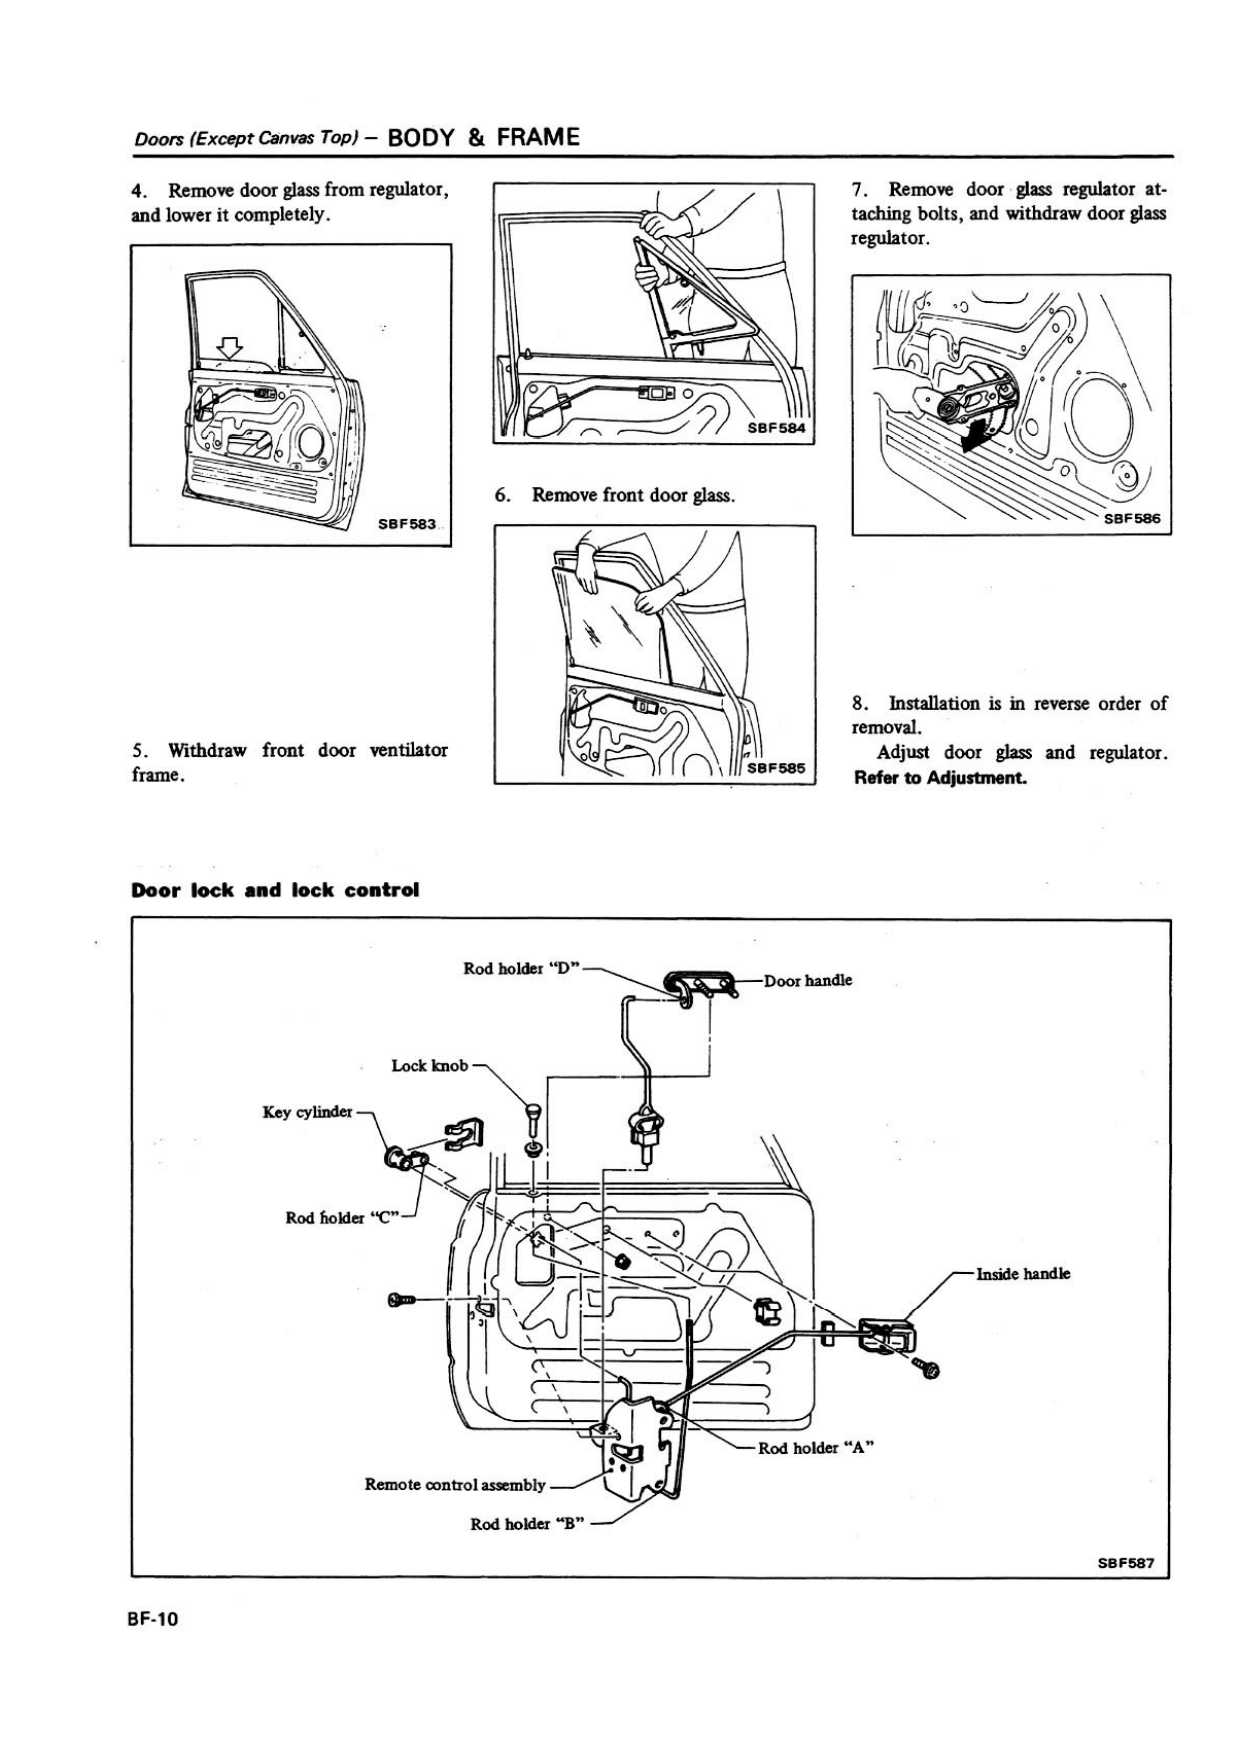 Doors (Except Canvas Top) – BODY & FRAME
4. Remove door glass from regulator,
and lower it completely.
SBF583
5. Withdraw front door ventilator
frame.
SBF584
6. Remove front door glass.
SBF585
7. Remove door glass regulator at-
taching bolts, and withdraw door glass
regulator.
SBF586
8. Installation is in reverse order of
removal.
Adjust door glass and regulator.
Refer to Adjustment.
Door lock and lock control
Rod holder “D”
Door handle
Lock knob
Key cylinder
Rod holder “C”
Inside handle
Rod holder “A”
Remote control assembly
Rod holder “B”
SBF587
BF-10